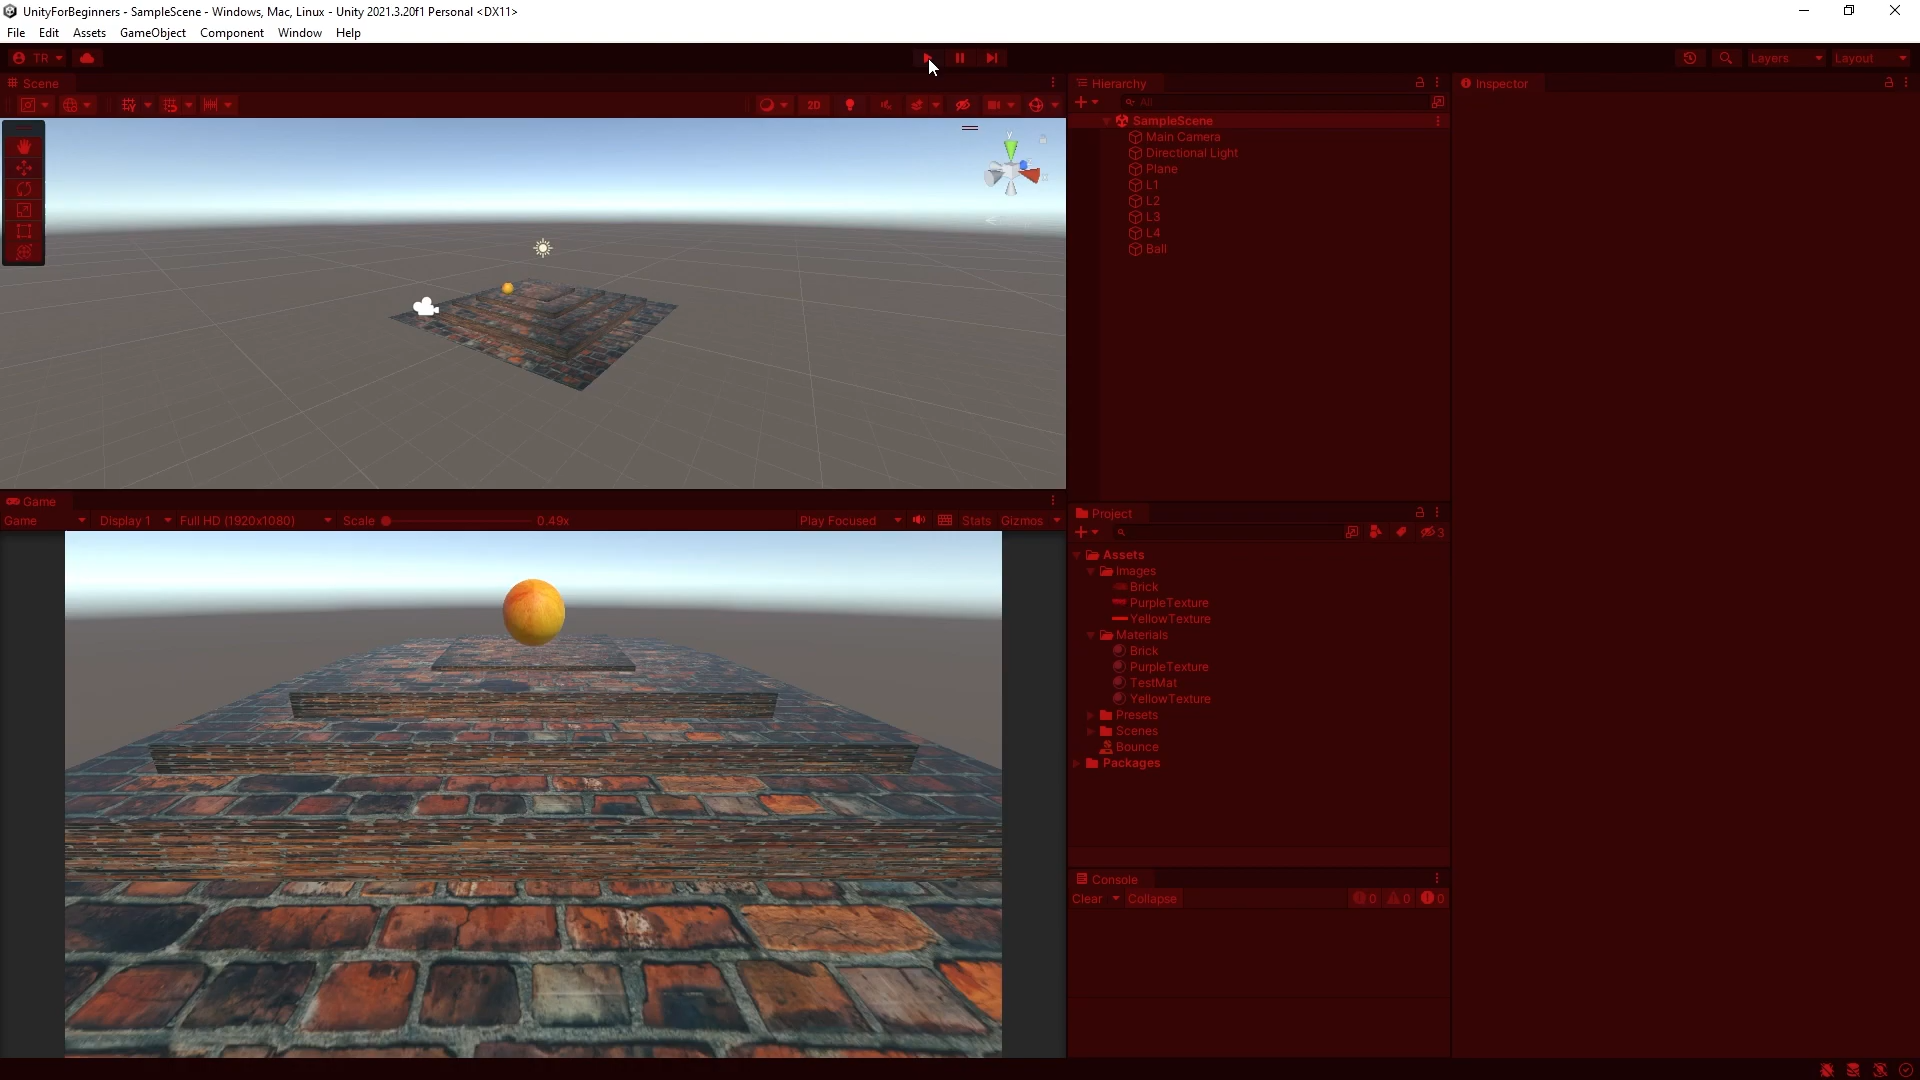 UnityForBeginners - SampleScene - Windows, Mac, Linux - Unity 2021.3.20f1 Personal <DX11>
File Edit Assets GameObject Component Window Help
TR Layers Layout
Scene
2D
Y
Game
Game Display 1 Full HD (1920x1080) Scale 0.49x Play Focused Stats Gizmos
Hierarchy
All
SampleScene
Main Camera
Directional Light
Plane
L1
L2
L3
L4
Ball
Project
3
Assets
Images
Brick
PurpleTexture
YellowTexture
Materials
Brick
PurpleTexture
TestMat
YellowTexture
Presets
Scenes
Bounce
Packages
Console
Clear Collapse 0 0 0
Inspector